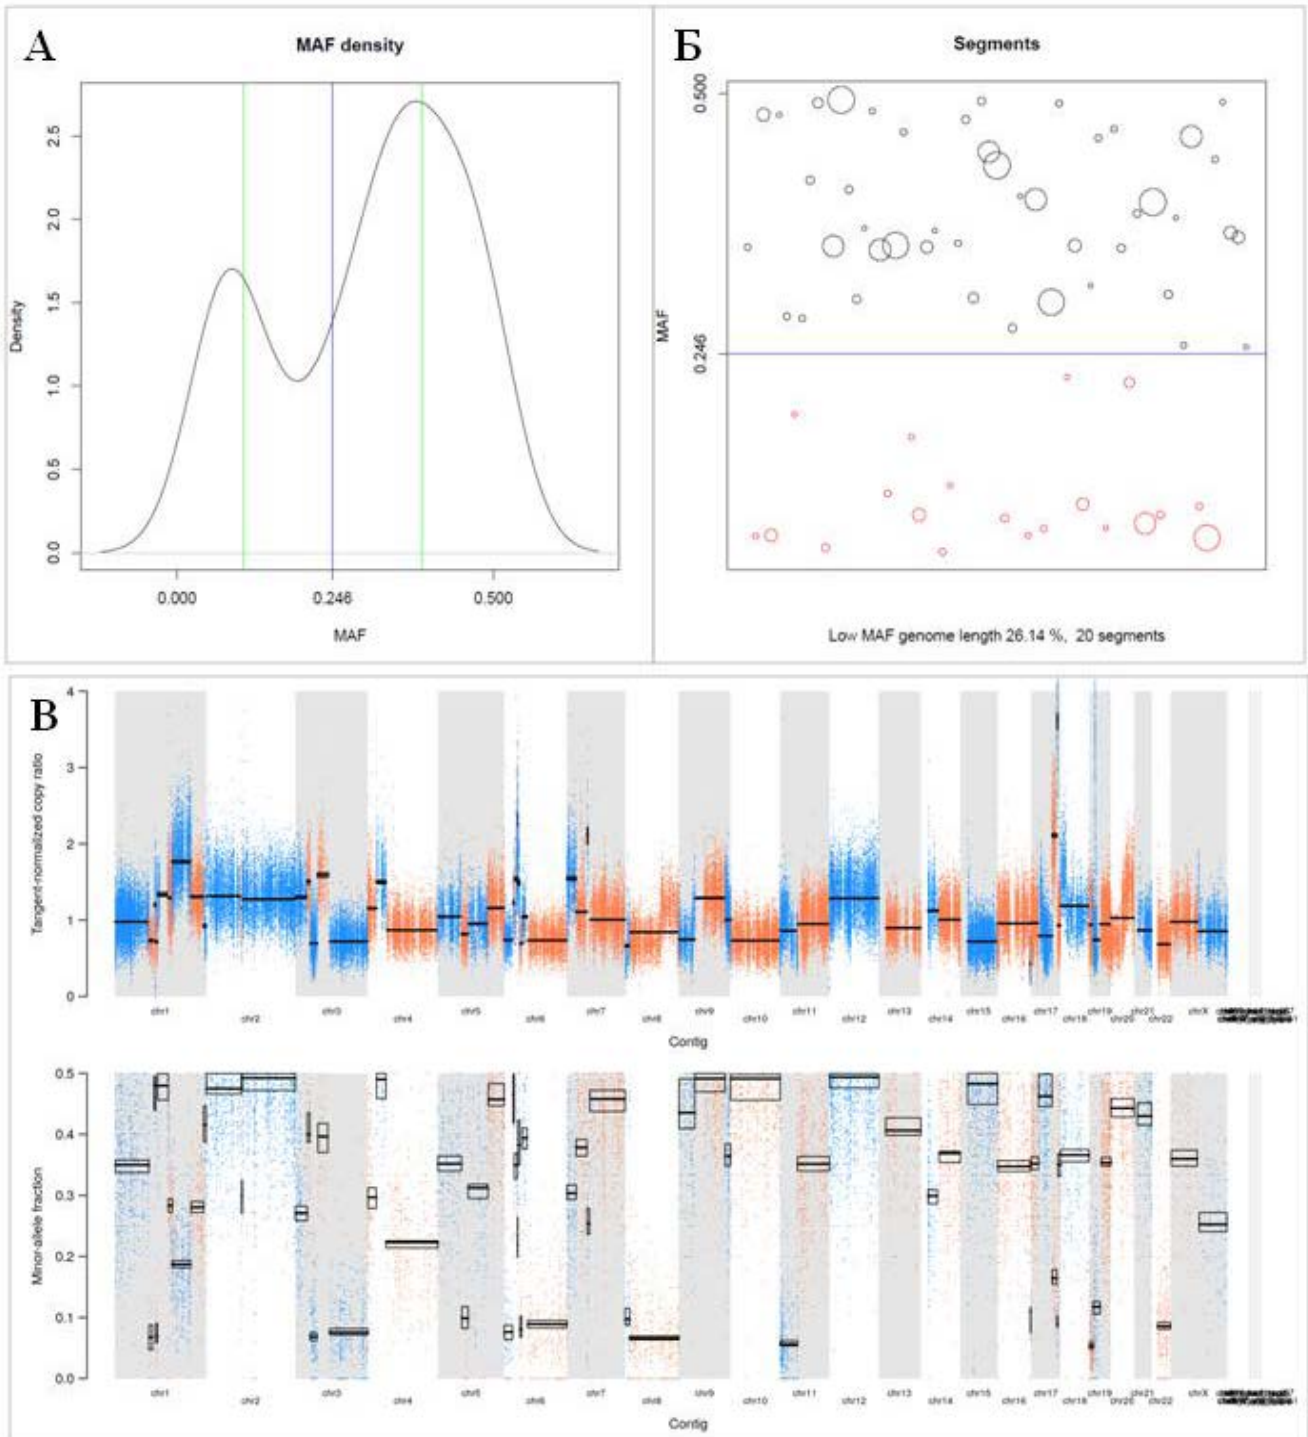 А
MAF density
Density
0.0
0.5
1.0
1.5
2.0
2.5
0.000
0.246
0.500
MAF
Б
Segments
MAF
0.500
0.246
Low MAF genome length 26.14 %, 20 segments
В
Tangent-normalized copy ratio
4
3
2
1
0
chr1
chr2
chr3
chr4
chr5
chr6
chr7
chr8
chr9
chr10
chr11
chr12
chr13
chr14
chr15
chr16
chr17
chr18
chr19
chr20
chr21
chr22
chrX
Contig
Minor-allele fraction
0.5
0.4
0.3
0.2
0.1
0.0
chr1
chr2
chr3
chr4
chr5
chr6
chr7
chr8
chr9
chr10
chr11
chr12
chr13
chr14
chr15
chr16
chr17
chr18
chr19
chr20
chr21
chr22
chrX
Contig